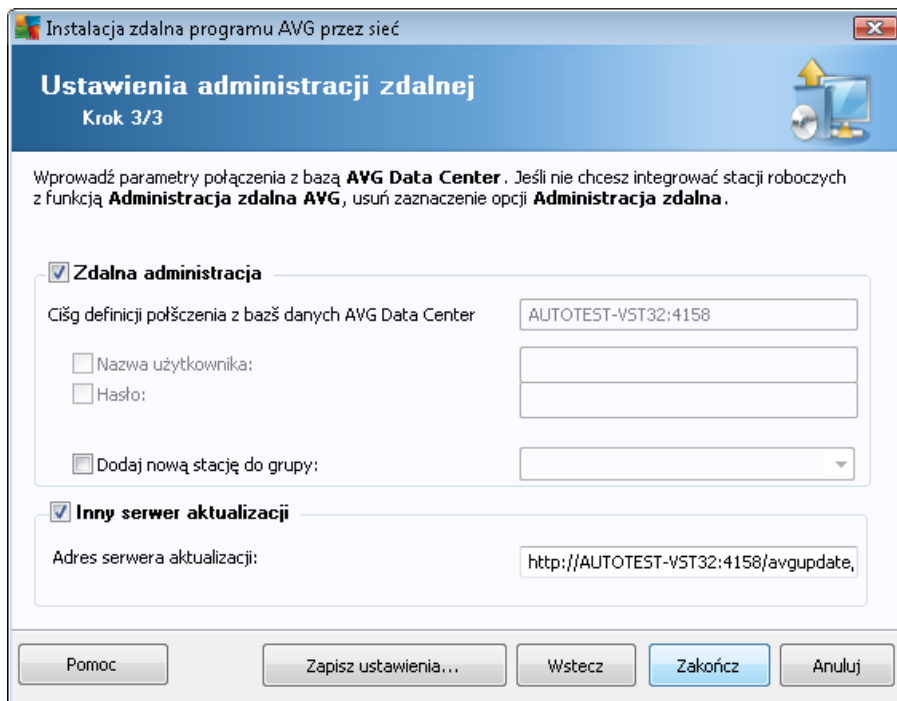 Instalacja zdalna programu AVG przez sieć
Ustawienia administracji zdalnej
Krok 3/3
Wprowadź parametry połączenia z bazą AVG Data Center. Jeśli nie chcesz integrować stacji roboczych
z funkcją Administracja zdalna AVG, usuń zaznaczenie opcji Administracja zdalna.
Zdalna administracja
Cišg definicji połšczenia z bazš danych AVG Data Center
AUTOTEST-VST32:4158
Nazwa użytkownika:
Hasło:
Dodaj nową stację do grupy:
Inny serwer aktualizacji
Adres serwera aktualizacji:
http://AUTOTEST-VST32:4158/avgupdate,
Pomoc
Zapisz ustawienia...
Wstecz
Zakończ
Anuluj